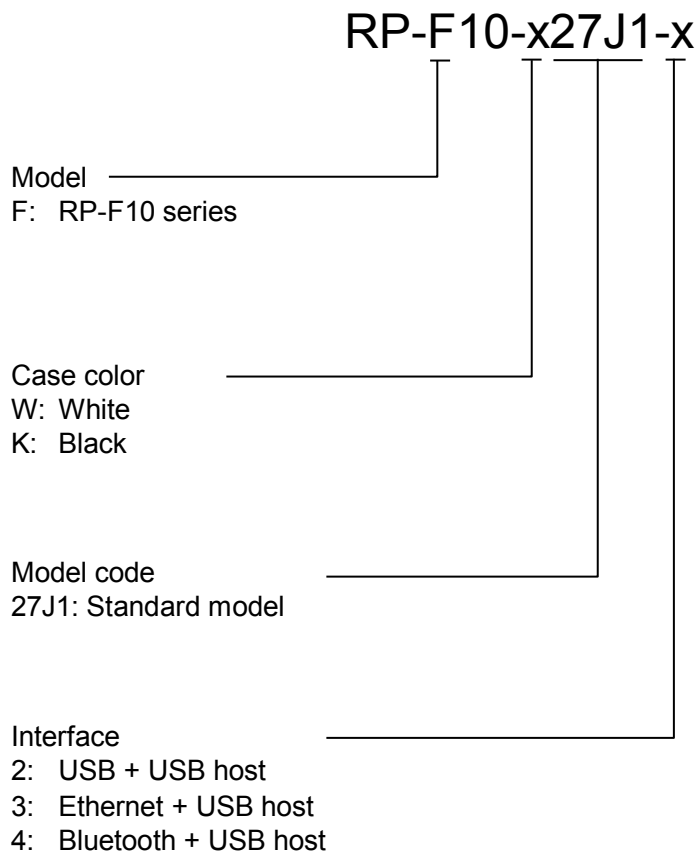 RP-F10-x27J1-x
Model
F: RP-F10 series
Case color
W: White
K: Black
Model code
27J1: Standard model
Interface
2: USB + USB host
3: Ethernet + USB host
4: Bluetooth + USB host